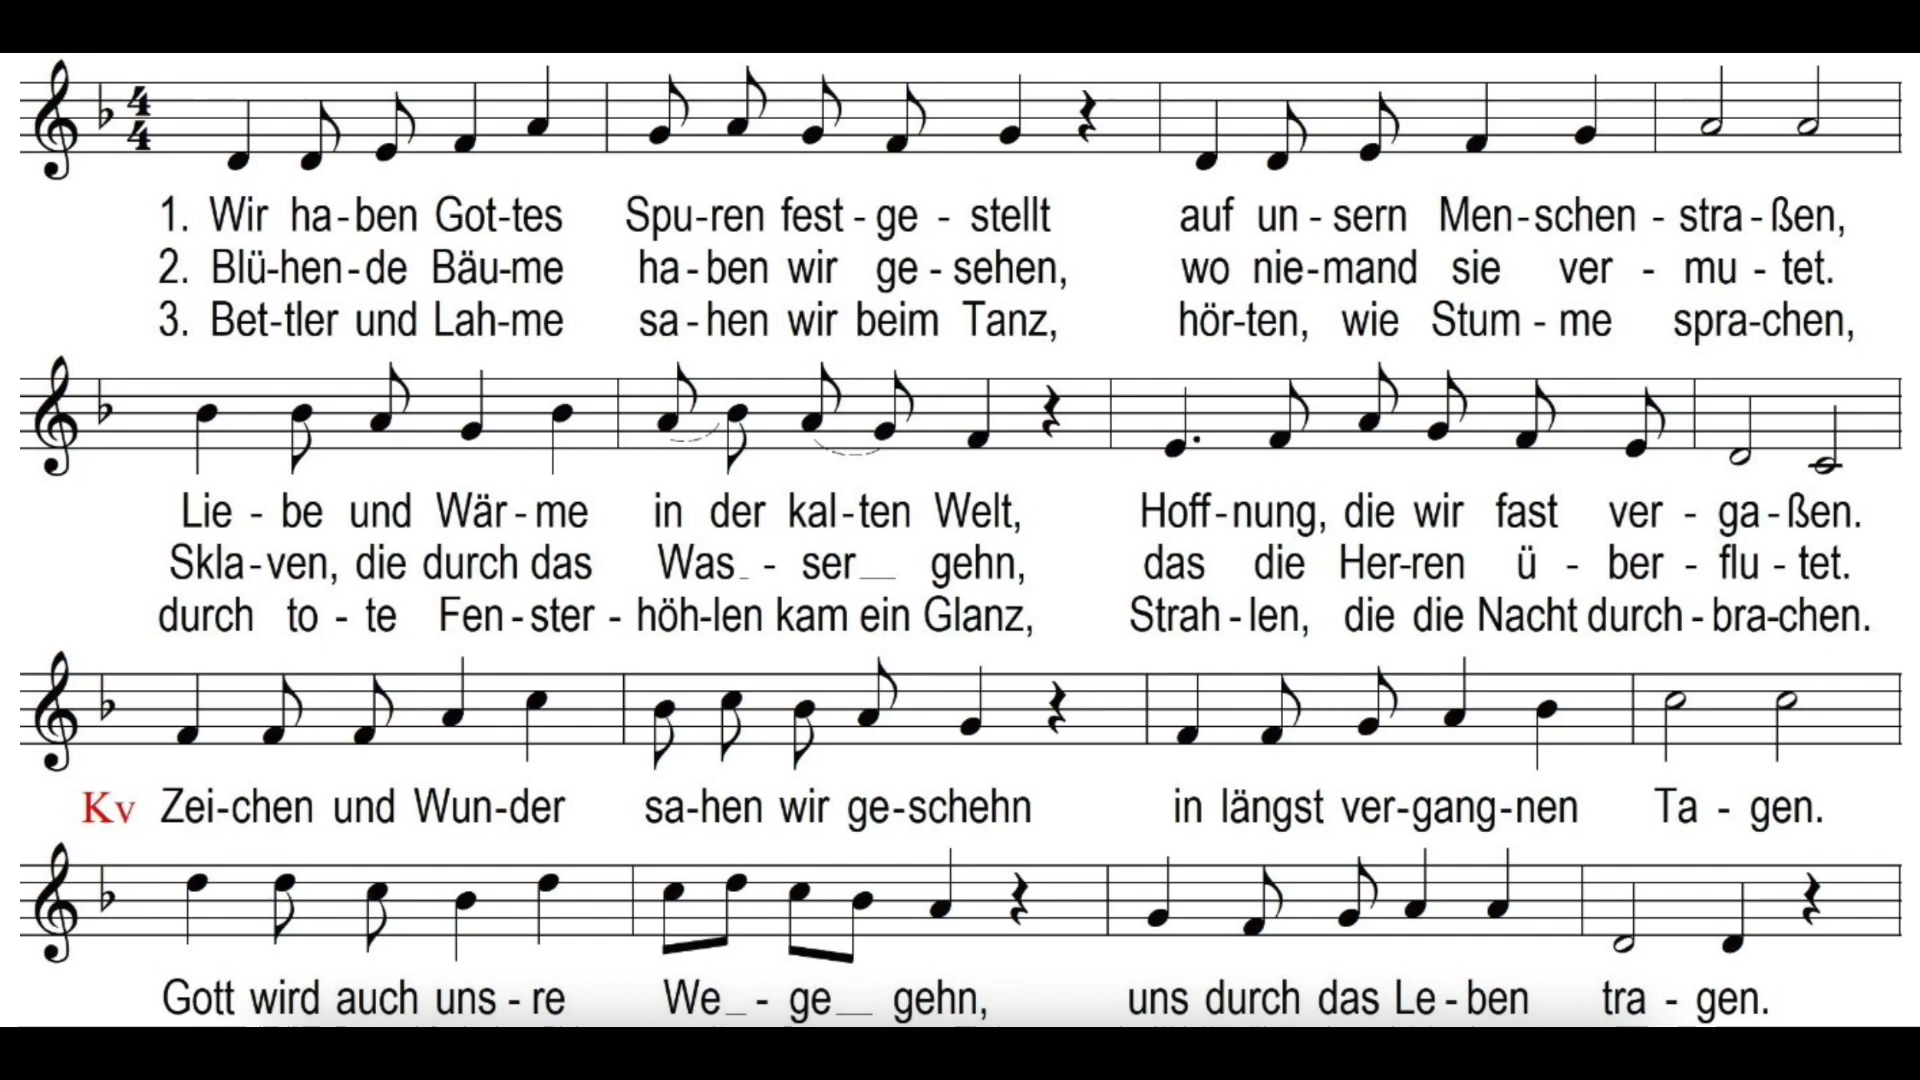 4
4
1. Wir ha-ben Got-tes Spu-ren fest-ge-stellt auf un-sern Men-schen-stra-ßen,
2. Blü-hen-de Bäu-me ha-ben wir ge-sehen, wo nie-mand sie ver-mu-tet.
3. Bet-tler und Lah-me sa-hen wir beim Tanz, hör-ten, wie Stum-me spra-chen,
Lie-be und Wär-me in der kal-ten Welt, Hoff-nung, die wir fast ver-ga-ßen.
Skla-ven, die durch das Was_-ser__ gehn, das die Her-ren ü-ber-flu-tet.
durch to-te Fen-ster-höh-len kam ein Glanz, Strah-len, die die Nacht durch-bra-chen.
Kv Zei-chen und Wun-der sa-hen wir ge-schehn in längst ver-gang-nen Ta-gen.
Gott wird auch uns-re We_-ge__ gehn, uns durch das Le-ben tra-gen.